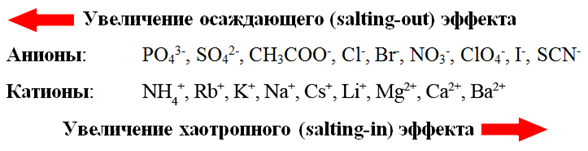 Увеличение осаждающего (salting-out) эффекта
Анионы: PO₄³⁻, SO₄²⁻, CH3COO⁻, Cl⁻, Br⁻, NO₃⁻, ClO₄⁻, I⁻, SCN⁻
Катионы: NH₄⁺, Rb⁺, K⁺, Na⁺, Cs⁺, Li⁺, Mg²⁺, Ca²⁺, Ba²⁺
Увеличение хаотропного (salting-in) эффекта